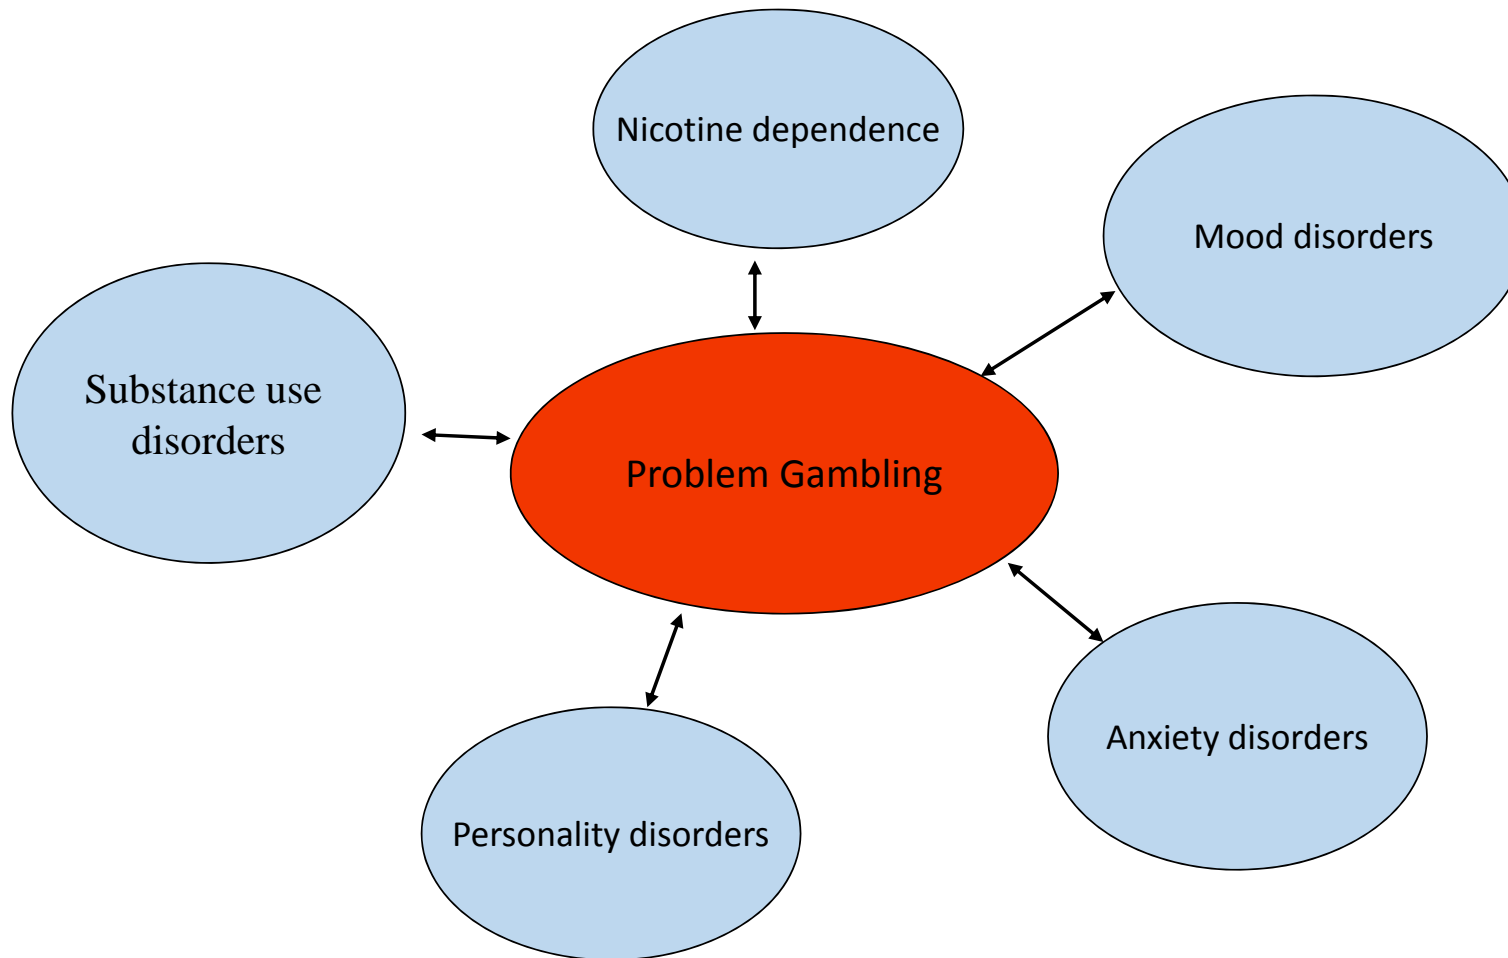 Nicotine dependence
Mood disorders
Substance use
disorders
Problem Gambling
Anxiety disorders
Personality disorders